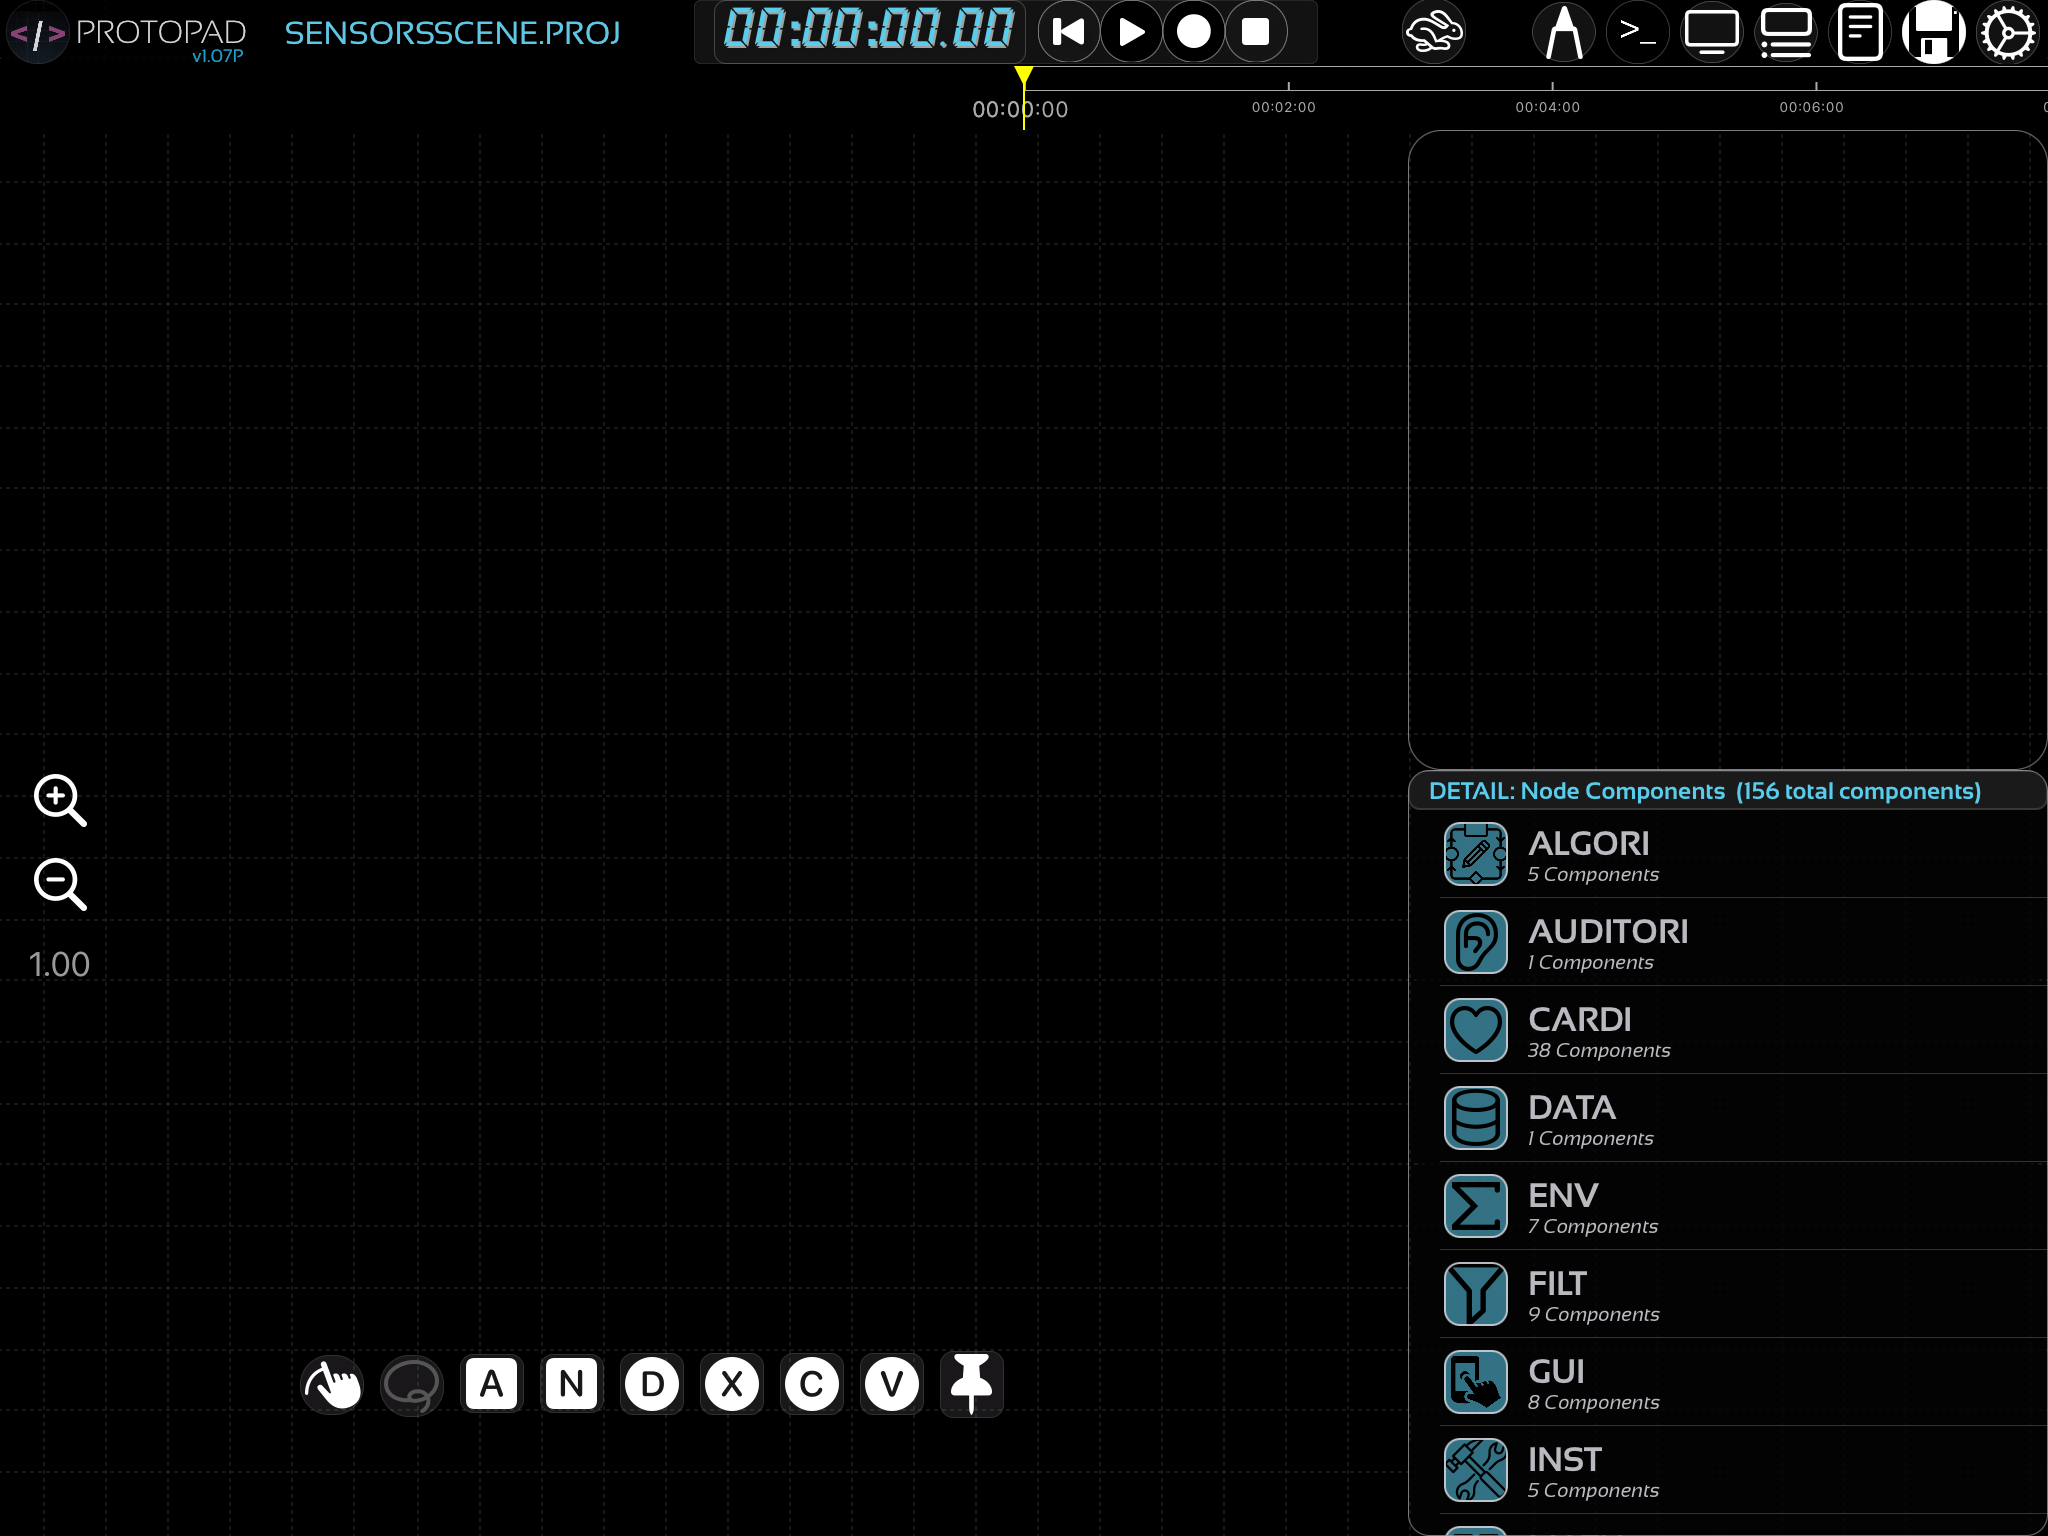 </> PROTOPAD
v1.07P
SENSORSSCENE.PROJ
00:00:00.00
>_
00:00:00
00:02:00
00:04:00
00:06:00
DETAIL: Node Components (156 total components)
ALGORI
5 Components
AUDITORI
1 Components
CARDI
38 Components
DATA
1 Components
ENV
7 Components
FILT
9 Components
GUI
8 Components
INST
5 Components
1.00
A N D X C V